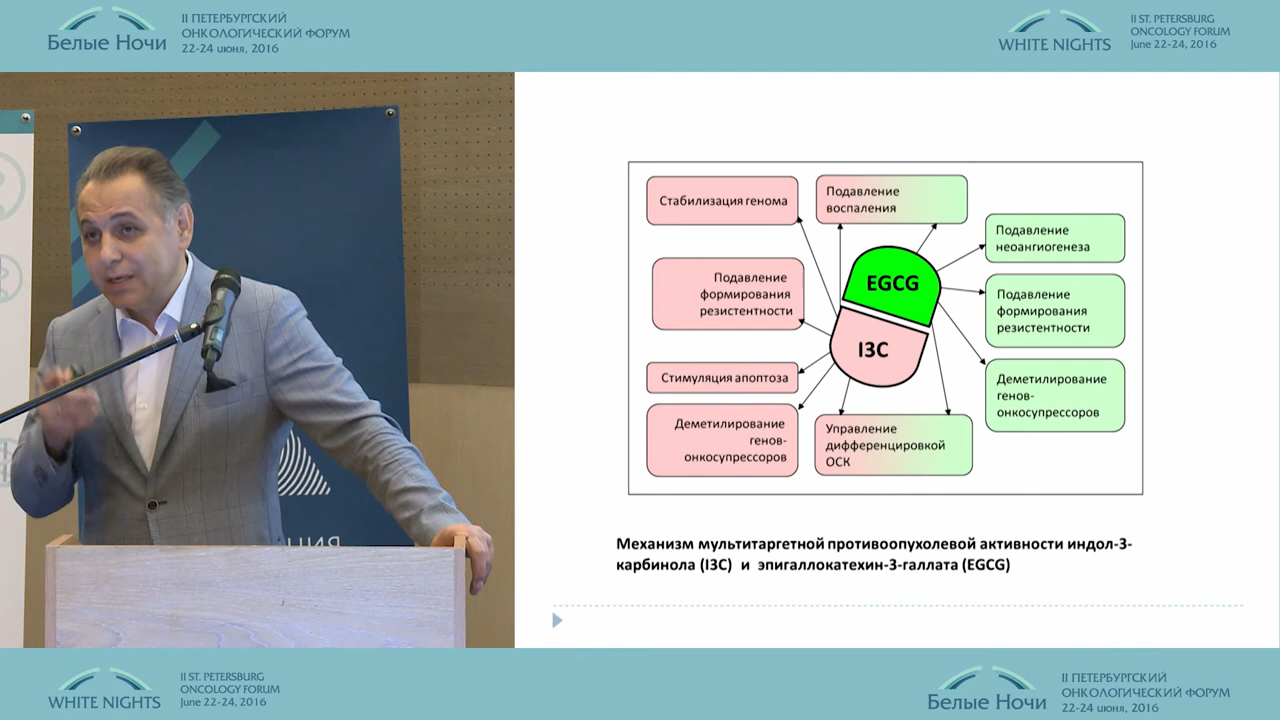 Белые Ночи
II ПЕТЕРБУРГСКИЙ
ОНКОЛОГИЧЕСКИЙ ФОРУМ
22-24 июня, 2016
WHITE NIGHTS
II ST. PETERSBURG
ONCOLOGY FORUM
June 22-24, 2016
Стабилизация генома
Подавление
воспаления
Подавление
неоангиогенеза
Подавление
формирования
резистентности
EGCG
Подавление
формирования
резистентности
I3C
Стимуляция апоптоза
Деметилирование
генов-
онкосупрессоров
Деметилирование
генов-
онкосупрессоров
Управление
дифференцировкой
ОСК
Механизм мультитаргетной противоопухолевой активности индол-3-
карбинола (I3C) и эпигаллокатехин-3-галлата (EGCG)
WHITE NIGHTS
II ST. PETERSBURG
ONCOLOGY FORUM
June 22-24, 2016
Белые Ночи
II ПЕТЕРБУРГСКИЙ
ОНКОЛОГИЧЕСКИЙ ФОРУМ
22-24 июня, 2016